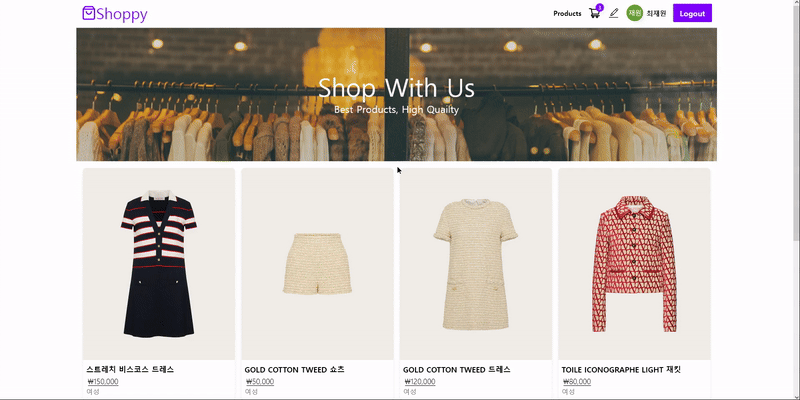 Shoppy
Products
3
재원
최재원
Logout
Shop With Us
Best Products, High Quailty
스트레치 비스코스 드레스
₩150,000
여성
GOLD COTTON TWEED 쇼츠
₩50,000
여성
GOLD COTTON TWEED 드레스
₩120,000
여성
TOILE ICONOGRAPHE LIGHT 재킷
₩80,000
여성